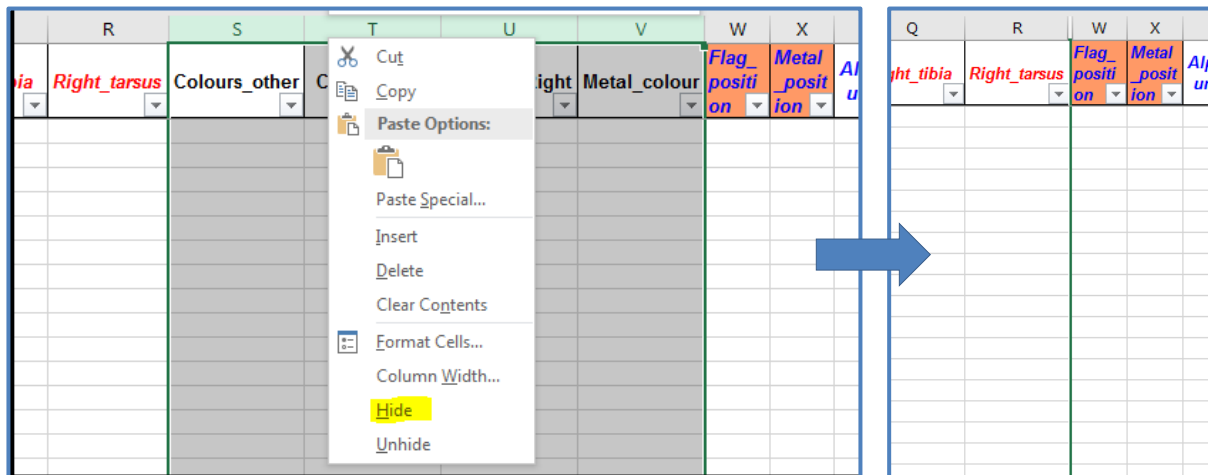 R S T U V W X
Right_tarsus Colours_other Metal_colour
Flag_
positi
on
Metal
_posit
ion
Cut
Copy
Paste Options:
Paste Special...
Insert
Delete
Clear Contents
Format Cells...
Column Width...
Hide
Unhide
Q R W X
Right_tarsus
Flag_
positi
on
Metal
_posit
ion